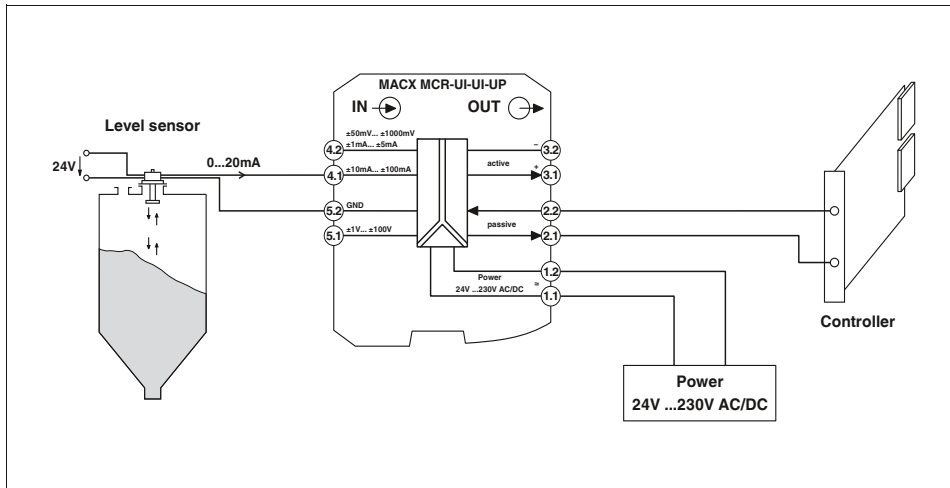 MACX MCR-UI-UI-UP
IN
OUT
Level sensor
24V
0...20mA
±50mV... ±1000mV
±1mA... ±5mA
4.2
4.1
±10mA... ±100mA
5.2
GND
5.1
±1V... ±100V
−
3.2
active
+
3.1
2.2
passive
2.1
1.2
Power
24V ...230V AC/DC
1.1
Controller
Power
24V ...230V AC/DC